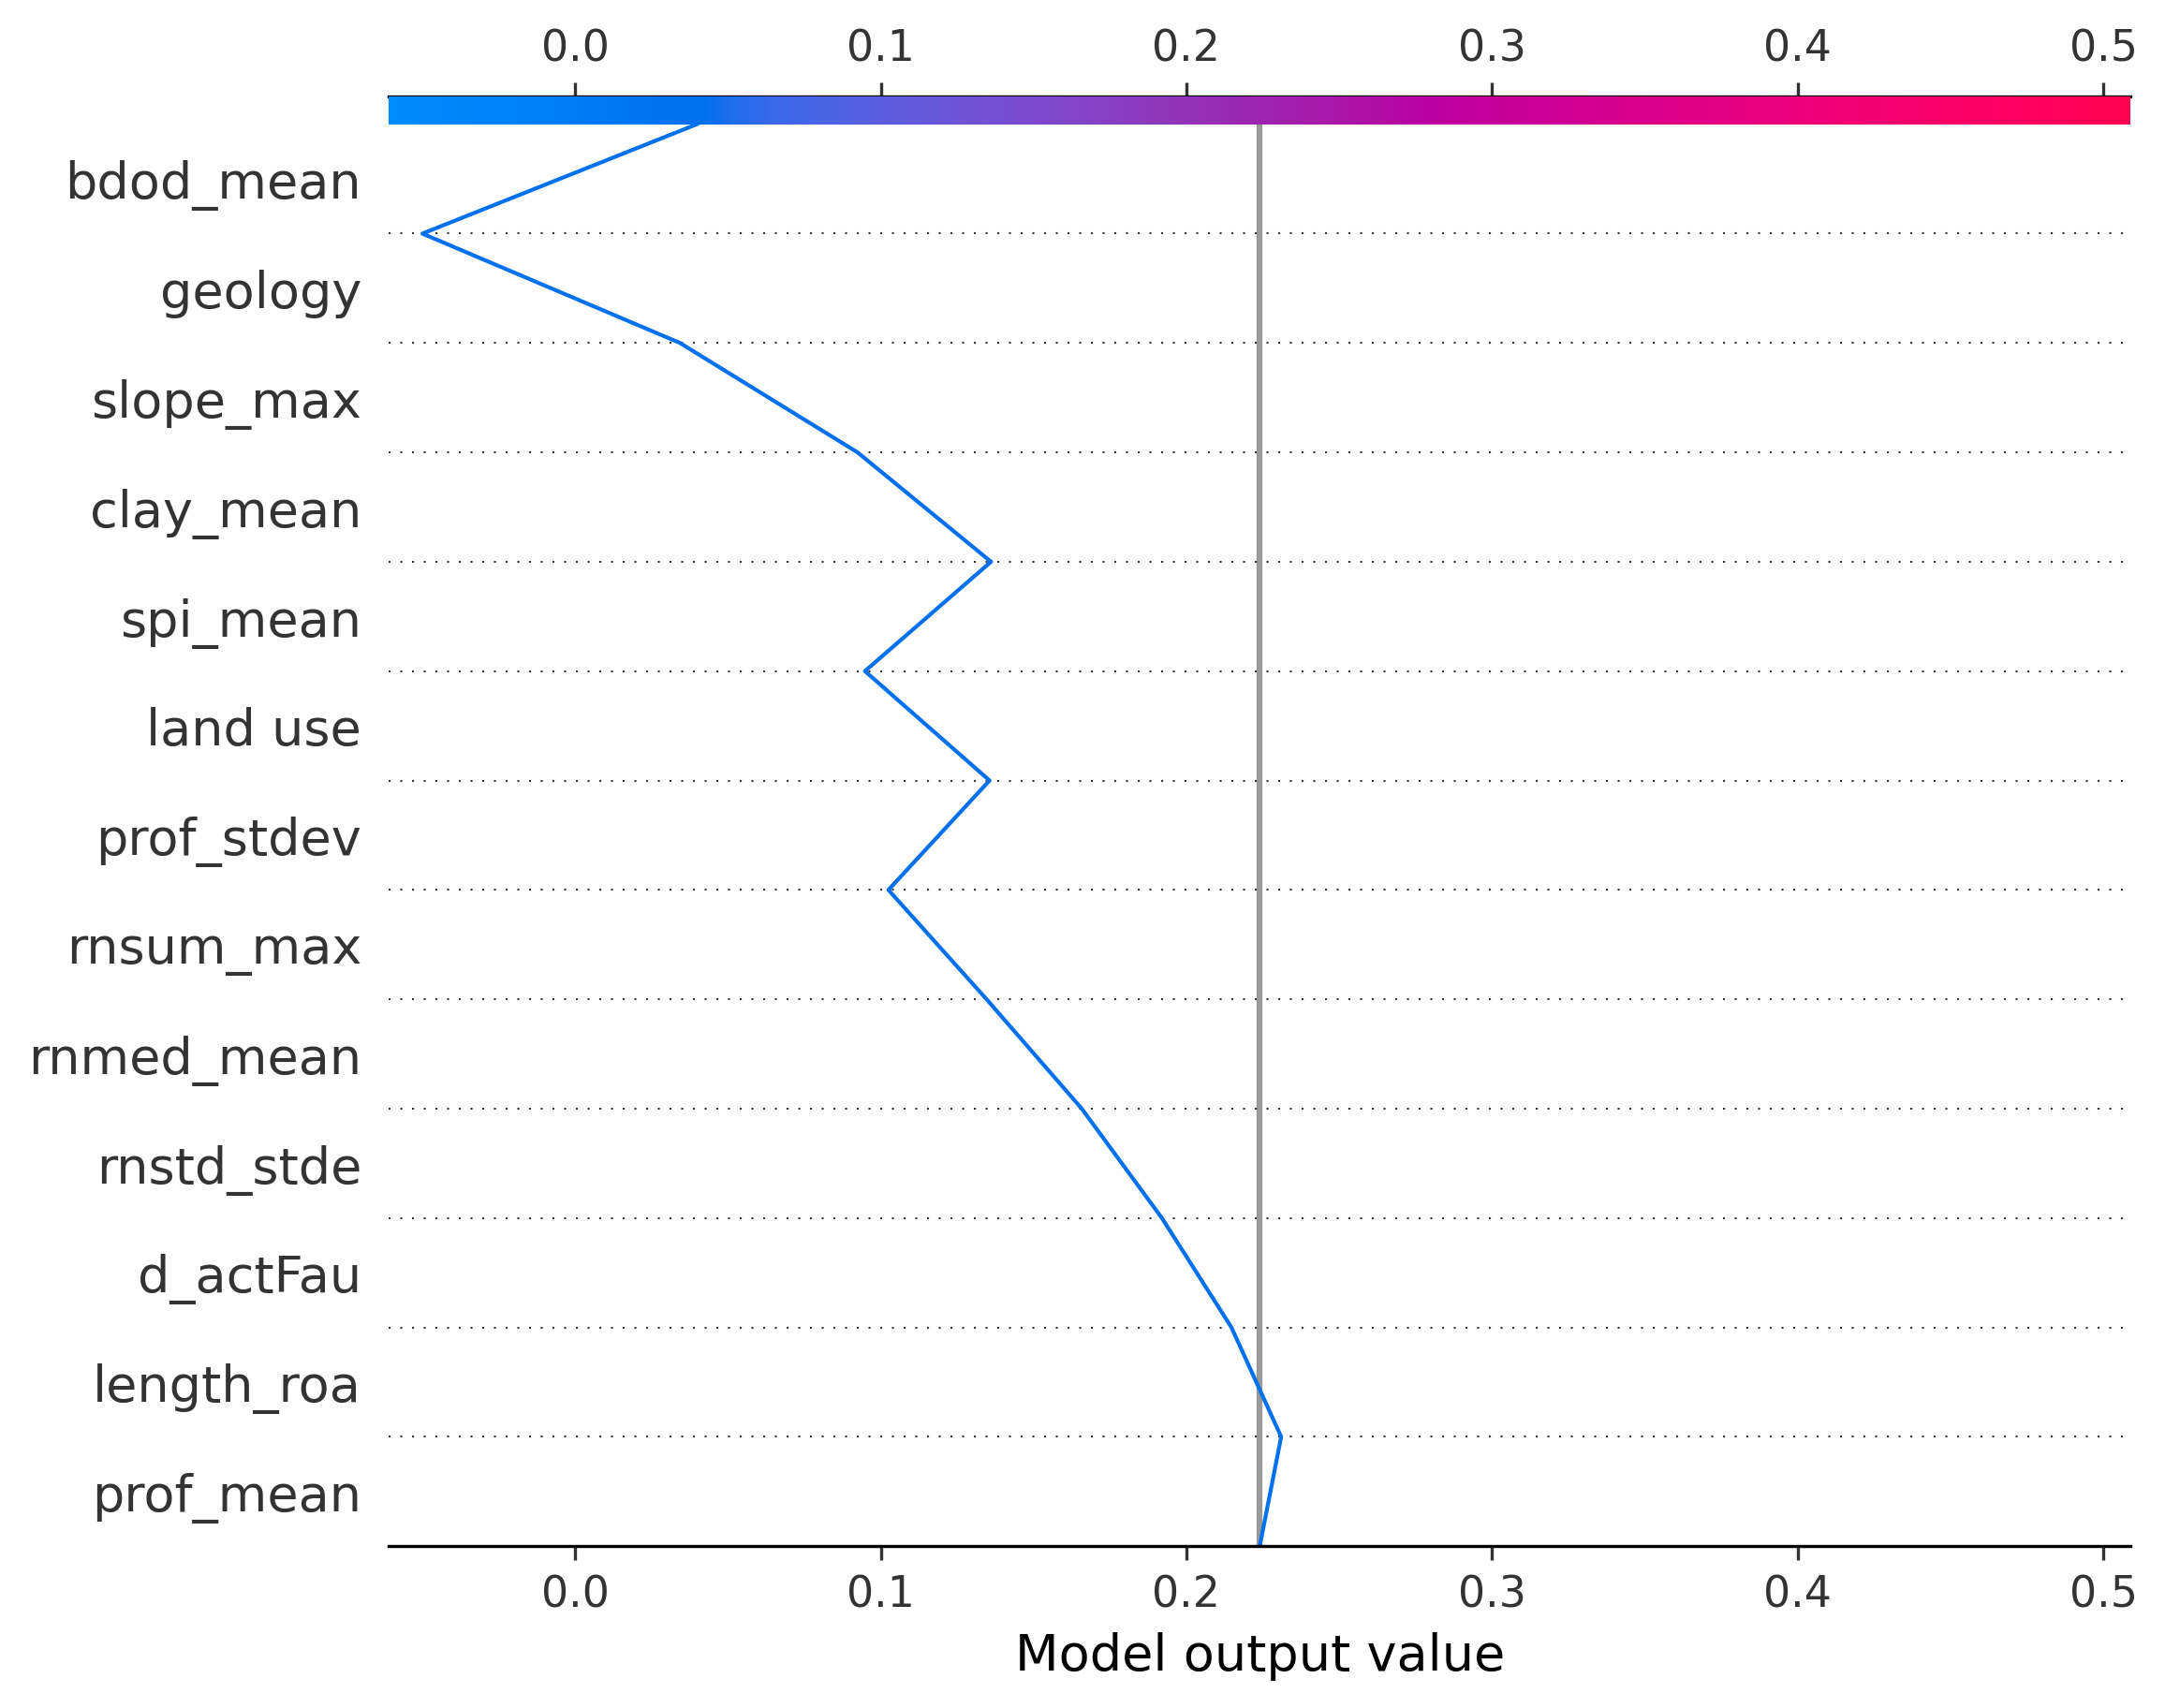 0.0 0.1 0.2 0.3 0.4 0.5
bdod_mean
geology
slope_max
clay_mean
spi_mean
land use
prof_stdev
rnsum_max
rnmed_mean
rnstd_stde
d_actFau
length_roa
prof_mean
0.0 0.1 0.2 0.3 0.4 0.5
Model output value